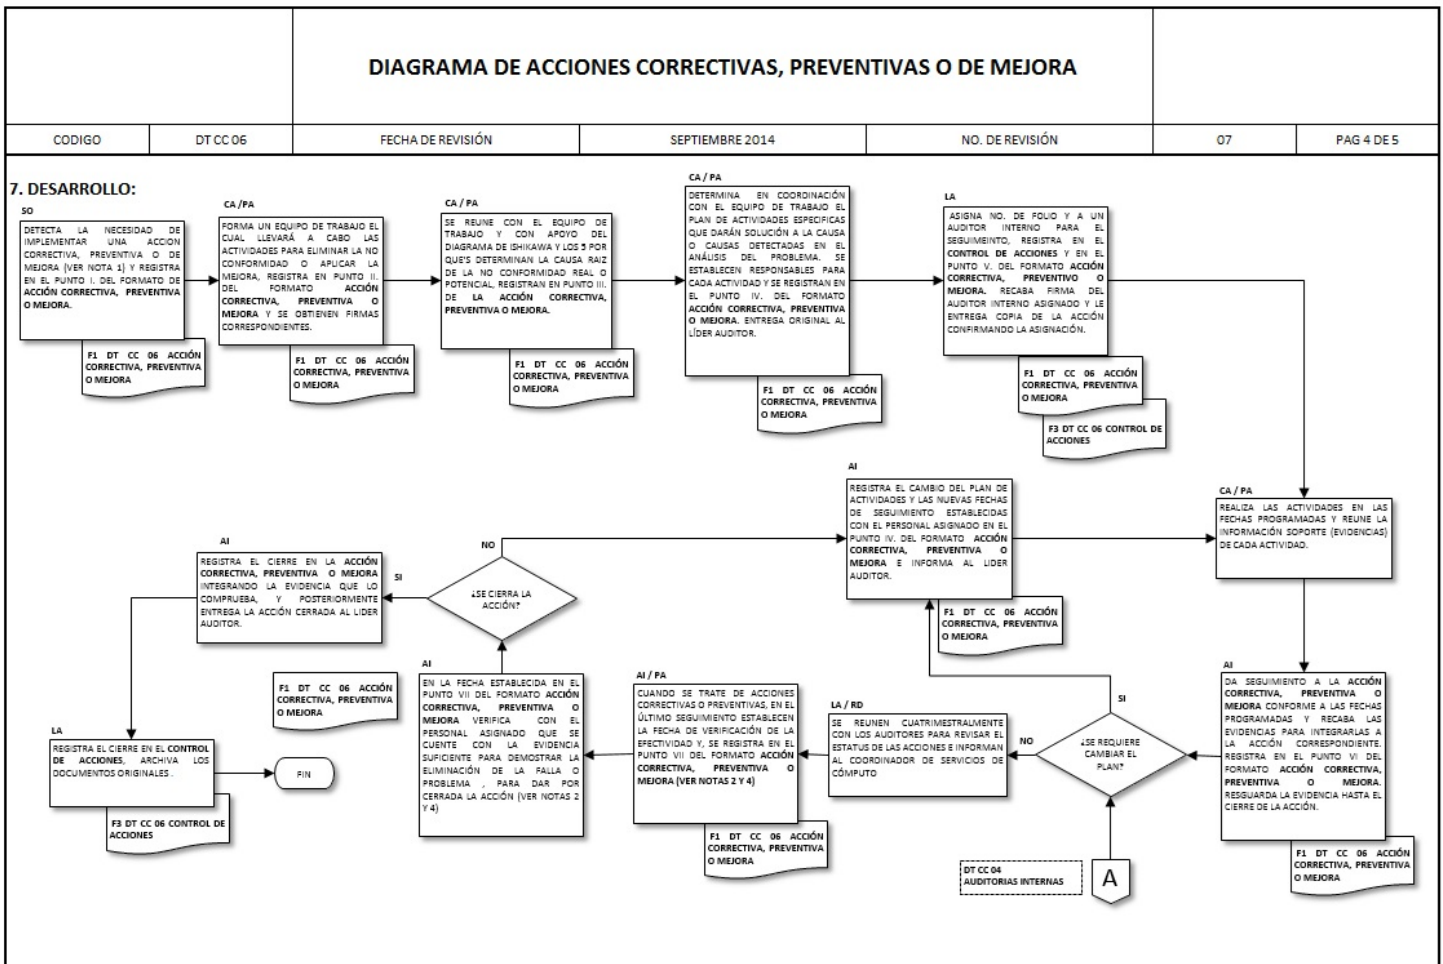 DIAGRAMA DE ACCIONES CORRECTIVAS, PREVENTIVAS O DE MEJORA
CODIGO DT CC 06 FECHA DE REVISIÓN SEPTIEMBRE 2014 NO. DE REVISIÓN 07 PAG 4 DE 5
7. DESARROLLO:
SO
DETECTA LA NECESIDAD DE
IMPLEMENTAR UNA ACCION
CORRECTIVA, PREVENTIVA O DE
MEJORA (VER NOTA 1) Y REGISTRA
EN EL PUNTO I. DEL FORMATO DE
ACCIÓN CORRECTIVA, PREVENTIVA
O MEJORA.
F1 DT CC 06 ACCIÓN
CORRECTIVA, PREVENTIVA
O MEJORA
CA /PA
FORMA UN EQUIPO DE TRABAJO EL
CUAL LLEVARÁ A CABO LAS
ACTIVIDADES PARA ELIMINAR LA NO
CONFORMIDAD O APLICAR LA
MEJORA, REGISTRA EN PUNTO II.
DEL FORMATO ACCIÓN
CORRECTIVA, PREVENTIVA O
MEJORA Y SE OBTIENEN FIRMAS
CORRESPONDIENTES.
F1 DT CC 06 ACCIÓN
CORRECTIVA, PREVENTIVA
O MEJORA
CA / PA
SE REUNE CON EL EQUIPO DE
TRABAJO Y CON APOYO DEL
DIAGRAMA DE ISHIKAWA Y LOS 5 POR
QUE'S DETERMINAN LA CAUSA RAIZ
DE LA NO CONFORMIDAD REAL O
POTENCIAL, REGISTRAN EN PUNTO III.
DE LA ACCIÓN CORRECTIVA,
PREVENTIVA O MEJORA.
F1 DT CC 06 ACCIÓN
CORRECTIVA, PREVENTIVA
O MEJORA
CA / PA
DETERMINA EN COORDINACIÓN
CON EL EQUIPO DE TRABAJO EL
PLAN DE ACTIVIDADES ESPECIFICAS
QUE DARÁN SOLUCIÓN A LA CAUSA
O CAUSAS DETECTADAS EN EL
ANÁLISIS DEL PROBLEMA. SE
ESTABLECEN RESPONSABLES PARA
CADA ACTIVIDAD Y SE REGISTRAN EN
EL PUNTO IV. DEL FORMATO
ACCIÓN CORRECTIVA, PREVENTIVA
O MEJORA. ENTREGA ORIGINAL AL
LÍDER AUDITOR.
F1 DT CC 06 ACCIÓN
CORRECTIVA, PREVENTIVA
O MEJORA
LA
ASIGNA NO. DE FOLIO Y A UN
AUDITOR INTERNO PARA EL
SEGUIMEINTO, REGISTRA EN EL
CONTROL DE ACCIONES Y EN EL
PUNTO V. DEL FORMATO ACCIÓN
CORRECTIVA, PREVENTIVO O
MEJORA. RECABA FIRMA DEL
AUDITOR INTERNO ASIGNADO Y LE
ENTREGA COPIA DE LA ACCIÓN
CONFIRMANDO LA ASIGNACIÓN.
F1 DT CC 06 ACCIÓN
CORRECTIVA, PREVENTIVA
O MEJORA
F3 DT CC 06 CONTROL DE
ACCIONES
CA / PA
REALIZA LAS ACTIVIDADES EN LAS
FECHAS PROGRAMADAS Y REUNE LA
INFORMACIÓN SOPORTE (EVIDENCIAS)
DE CADA ACTIVIDAD.
AI
REGISTRA EL CAMBIO DEL PLAN DE
ACTIVIDADES Y LAS NUEVAS FECHAS
DE SEGUIMIENTO ESTABLECIDAS
CON EL PERSONAL ASIGNADO EN EL
PUNTO IV. DEL FORMATO ACCIÓN
CORRECTIVA, PREVENTIVA O
MEJORA E INFORMA AL LIDER
AUDITOR.
F1 DT CC 06 ACCIÓN
CORRECTIVA, PREVENTIVA
O MEJORA
NO
¿SE CIERRA LA
ACCIÓN?
SI
AI
REGISTRA EL CIERRE EN LA ACCIÓN
CORRECTIVA, PREVENTIVA O MEJORA
INTEGRANDO LA EVIDENCIA QUE LO
COMPRUEBA, Y POSTERIORMENTE
ENTREGA LA ACCIÓN CERRADA AL LIDER
AUDITOR.
F1 DT CC 06 ACCIÓN
CORRECTIVA, PREVENTIVA
O MEJORA
AI
DA SEGUIMIENTO A LA ACCIÓN
CORRECTIVA, PREVENTIVA O
MEJORA CONFORME A LAS FECHAS
PROGRAMADAS Y RECABA LAS
EVIDENCIAS PARA INTEGRARLAS A
LA ACCIÓN CORRESPONDIENTE.
REGISTRA EN EL PUNTO VI DEL
FORMATO ACCIÓN CORRECTIVA,
PREVENTIVA O MEJORA.
RESGUARDA LA EVIDENCIA HASTA EL
CIERRE DE LA ACCIÓN.
F1 DT CC 06 ACCIÓN
CORRECTIVA, PREVENTIVA
O MEJORA
SI
¿SE REQUIERE
CAMBIAR EL
PLAN?
NO
DT CC 04
AUDITORIAS INTERNAS
A
LA / RD
SE REUNEN CUATRIMESTRALMENTE
CON LOS AUDITORES PARA REVISAR EL
ESTATUS DE LAS ACCIONES E INFORMAN
AL COORDINADOR DE SERVICIOS DE
CÓMPUTO
AI / PA
CUANDO SE TRATE DE ACCIONES
CORRECTIVAS O PREVENTIVAS, EN EL
ÚLTIMO SEGUIMIENTO ESTABLECEN
LA FECHA DE VERIFICACIÓN DE LA
EFECTIVIDAD Y, SE REGISTRA EN EL
PUNTO VII DEL FORMATO ACCIÓN
CORRECTIVA, PREVENTIVA O
MEJORA (VER NOTAS 2 Y 4)
F1 DT CC 06 ACCIÓN
CORRECTIVA, PREVENTIVA
O MEJORA
AI
EN LA FECHA ESTABLECIDA EN EL
PUNTO VII DEL FORMATO ACCIÓN
CORRECTIVA, PREVENTIVA O
MEJORA VERIFICA CON EL
PERSONAL ASIGNADO QUE SE
CUENTE CON LA EVIDENCIA
SUFICIENTE PARA DEMOSTRAR LA
ELIMINACIÓN DE LA FALLA O
PROBLEMA , PARA DAR POR
CERRADA LA ACCIÓN (VER NOTAS 2
Y 4)
LA
REGISTRA EL CIERRE EN EL CONTROL
DE ACCIONES, ARCHIVA LOS
DOCUMENTOS ORIGINALES .
F3 DT CC 06 CONTROL DE
ACCIONES
FIN